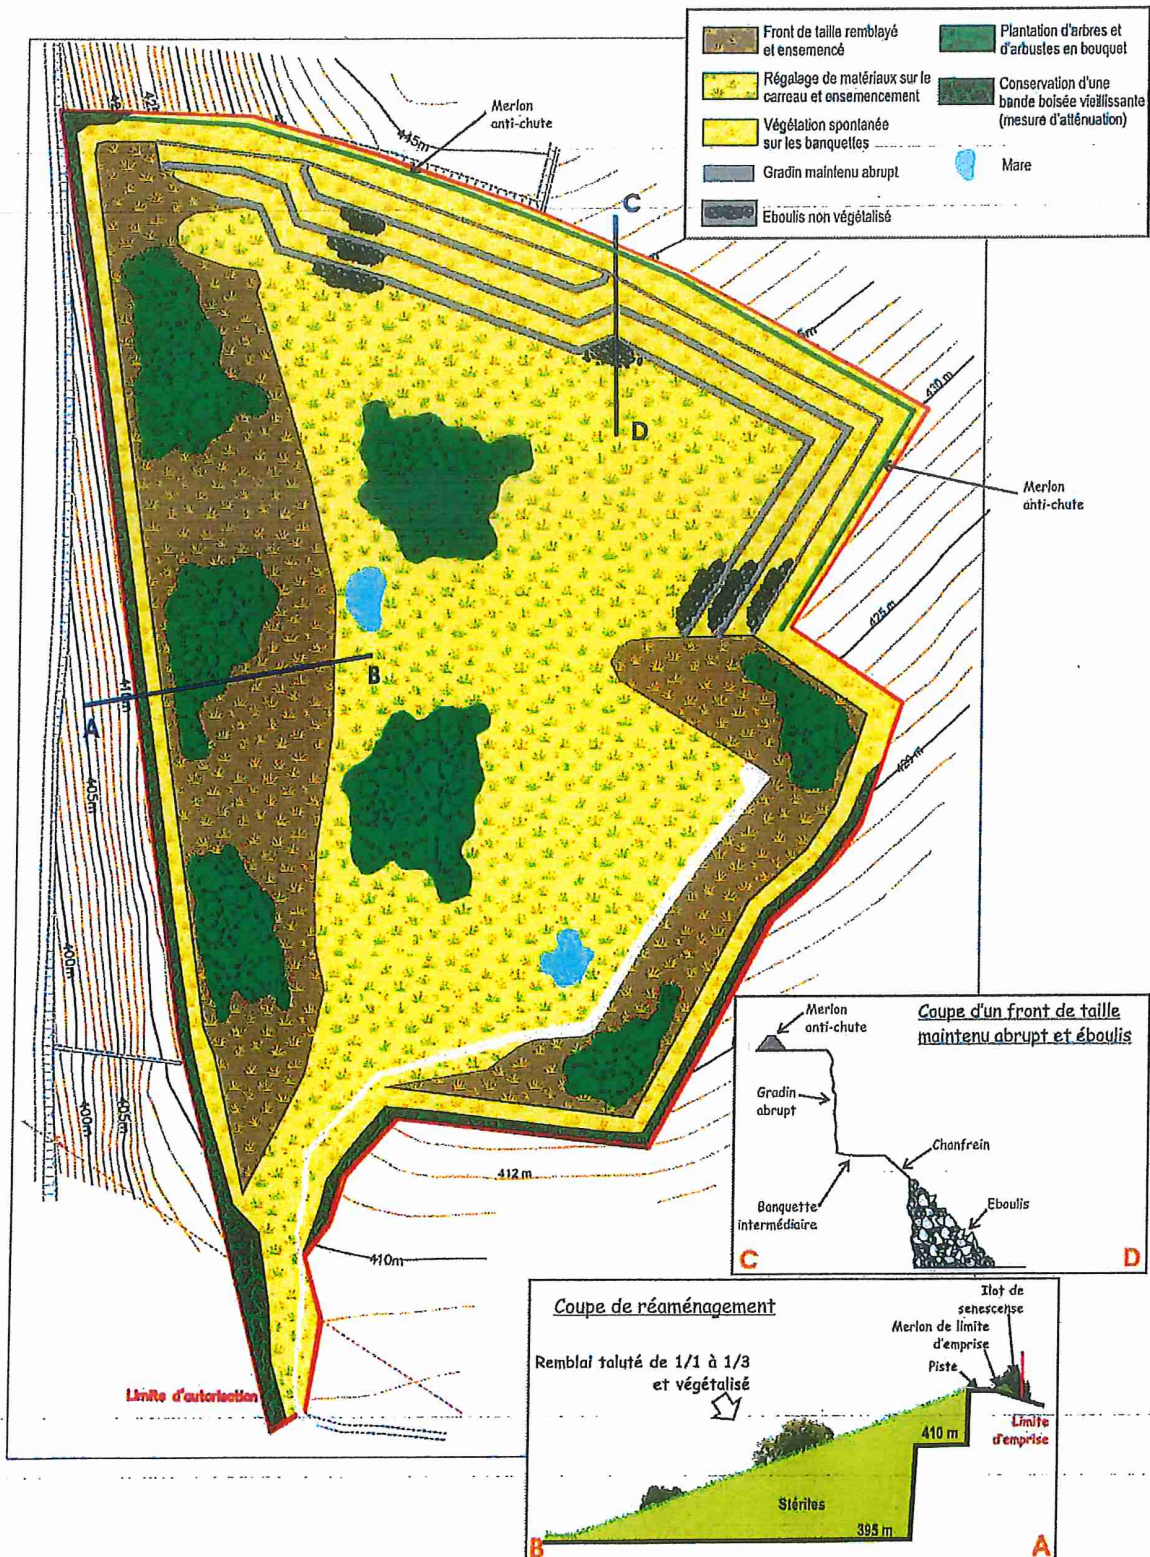 Front de taille remblayé
et ensemencé
Régalage de matériaux sur le
carreau et ensemencement
Végétation spontanée
sur les banquettes
Gradin maintenu abrupt
Eboulis non végétalisé
Plantation d'arbres et
d'arbustes en bouquet
Conservation d'une
bande boisée vieillissante
(mesure d'atténuation)
Mare
Merlon
anti-chute
415m
C
D
430 m
Merlon
anti-chute
425 m
420 m
A
B
410m
405m
400m
400m
405m
412 m
410m
Limite d'autorisation
Coupe d'un front de taille
maintenu abrupt et éboulis
Merlon
anti-chute
Gradin
abrupt
Chanfrein
Banquette
intermédiaire
Eboulis
C
D
Coupe de réaménagement
Ilot de
senescense
Merlon de limite
d'emprise
Piste
Remblai taluté de 1/1 à 1/3
et végétalisé
410 m
Limite
d'emprise
Stériles
395 m
B
A